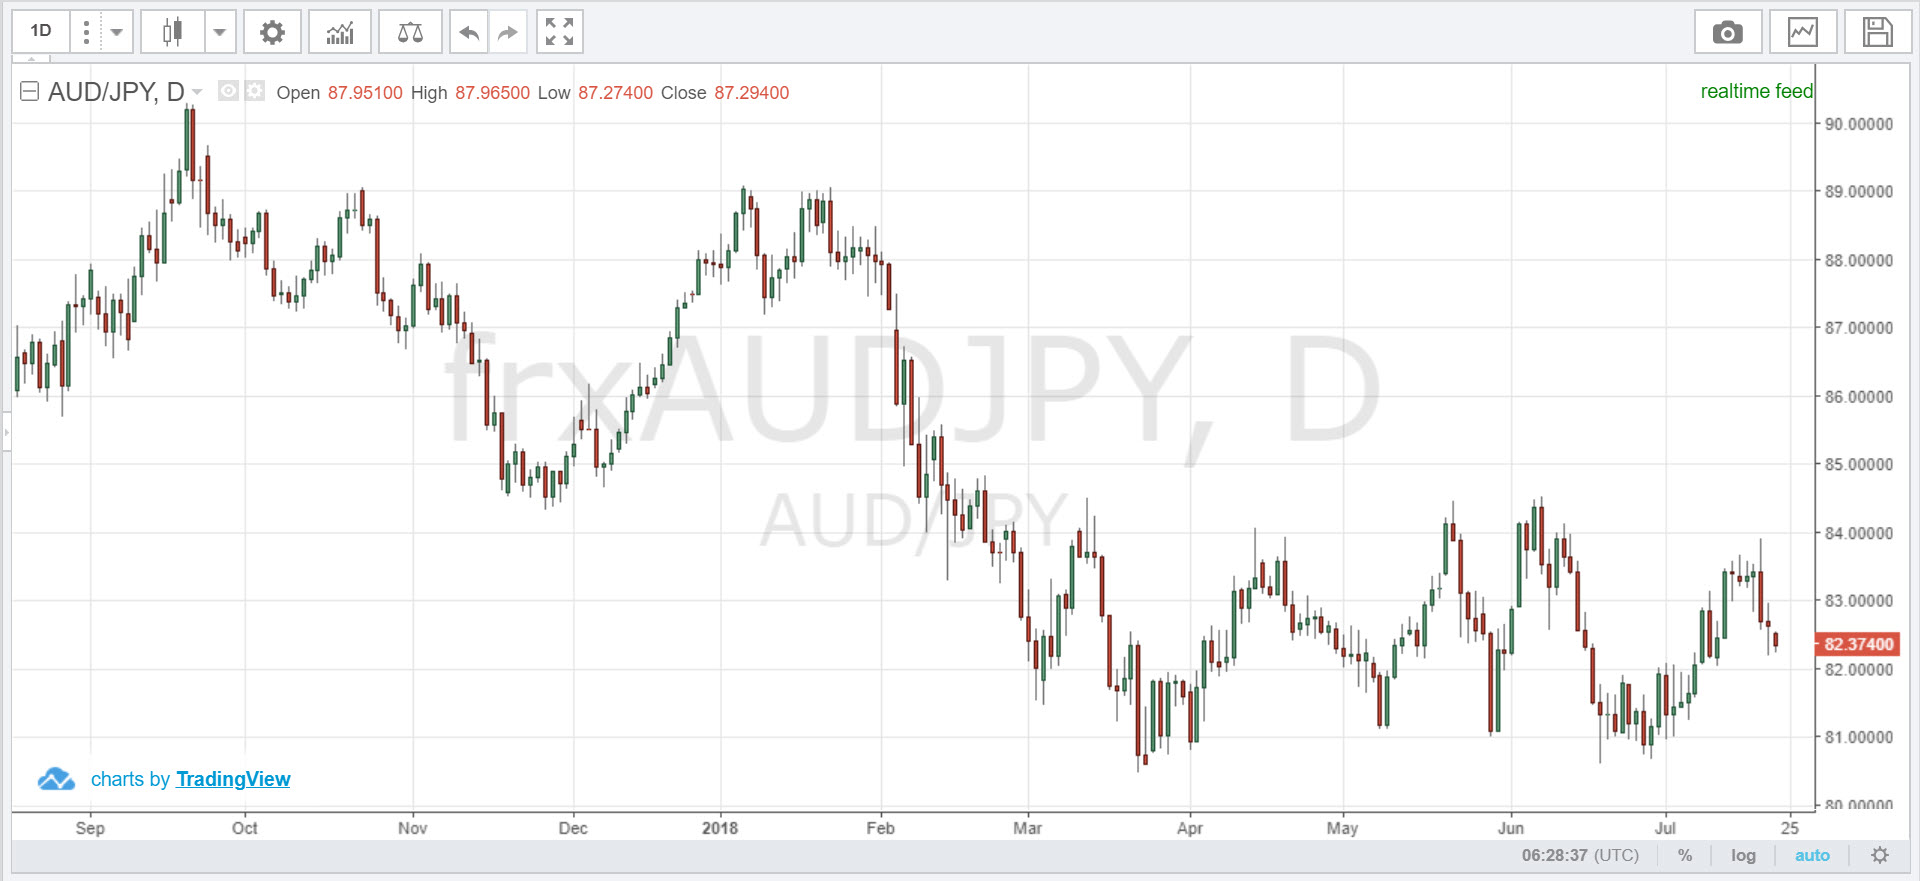 1D
AUD/JPY, D Open 87.95100 High 87.96500 Low 87.27400 Close 87.29400
realtime feed
frxAUDJPY, D
AUD/JPY
90.00000
89.00000
88.00000
87.00000
86.00000
85.00000
84.00000
83.00000
82.37400
82.00000
81.00000
80.00000
charts by TradingView
Sep Oct Nov Dec 2018 Feb Mar Apr May Jun Jul 25
06:28:37 (UTC) % log auto